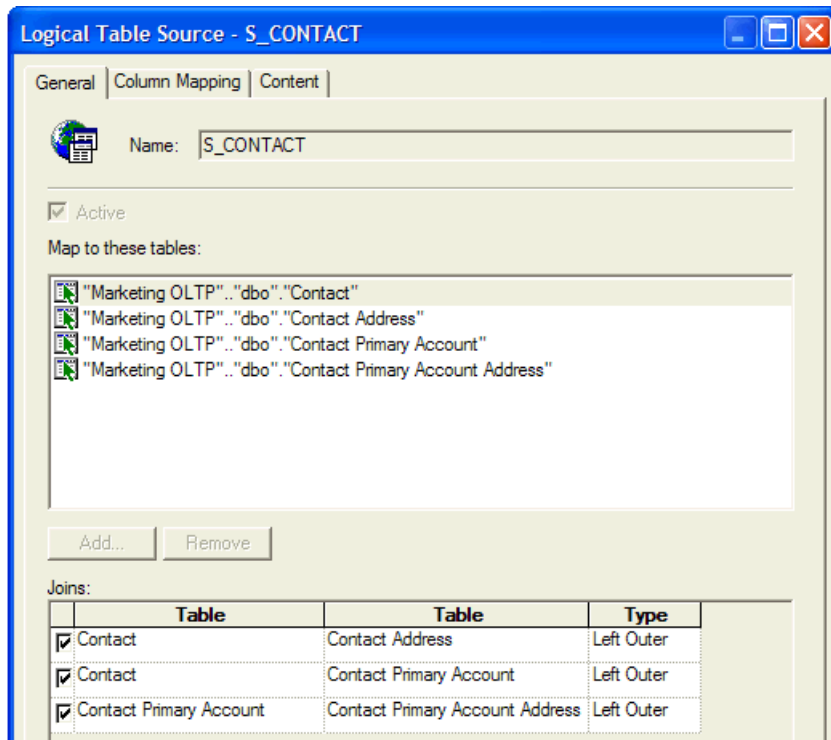 Logical Table Source - S_CONTACT
General Column Mapping Content
Name: S_CONTACT
Active
Map to these tables:
"Marketing OLTP".."dbo"."Contact"
"Marketing OLTP".."dbo"."Contact Address"
"Marketing OLTP".."dbo"."Contact Primary Account"
"Marketing OLTP".."dbo"."Contact Primary Account Address"
Add... Remove
Joins:
Table Table Type
Contact Contact Address Left Outer
Contact Contact Primary Account Left Outer
Contact Primary Account Contact Primary Account Address Left Outer